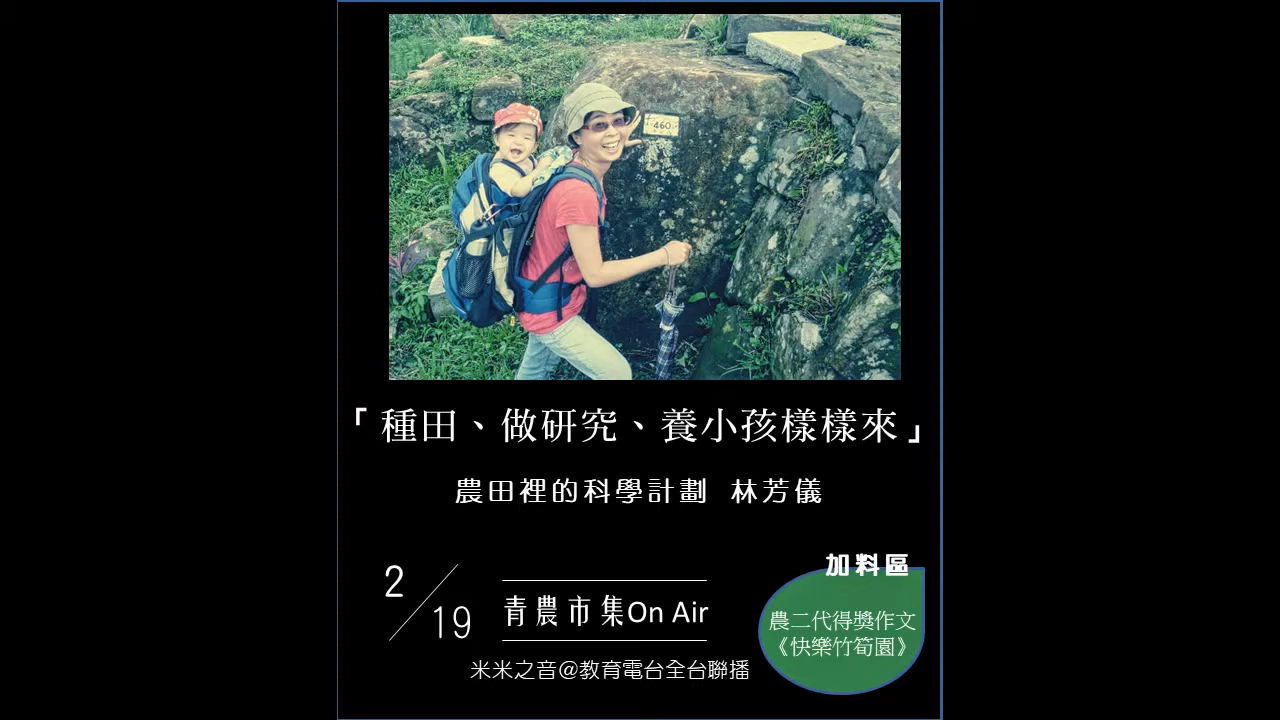 460
「種田、做研究、養小孩樣樣來」
農田裡的科學計劃 林芳儀
2/19
青農市集On Air
米米之音@教育電台全台聯播
加料區
農二代得獎作文
《快樂竹筍園》